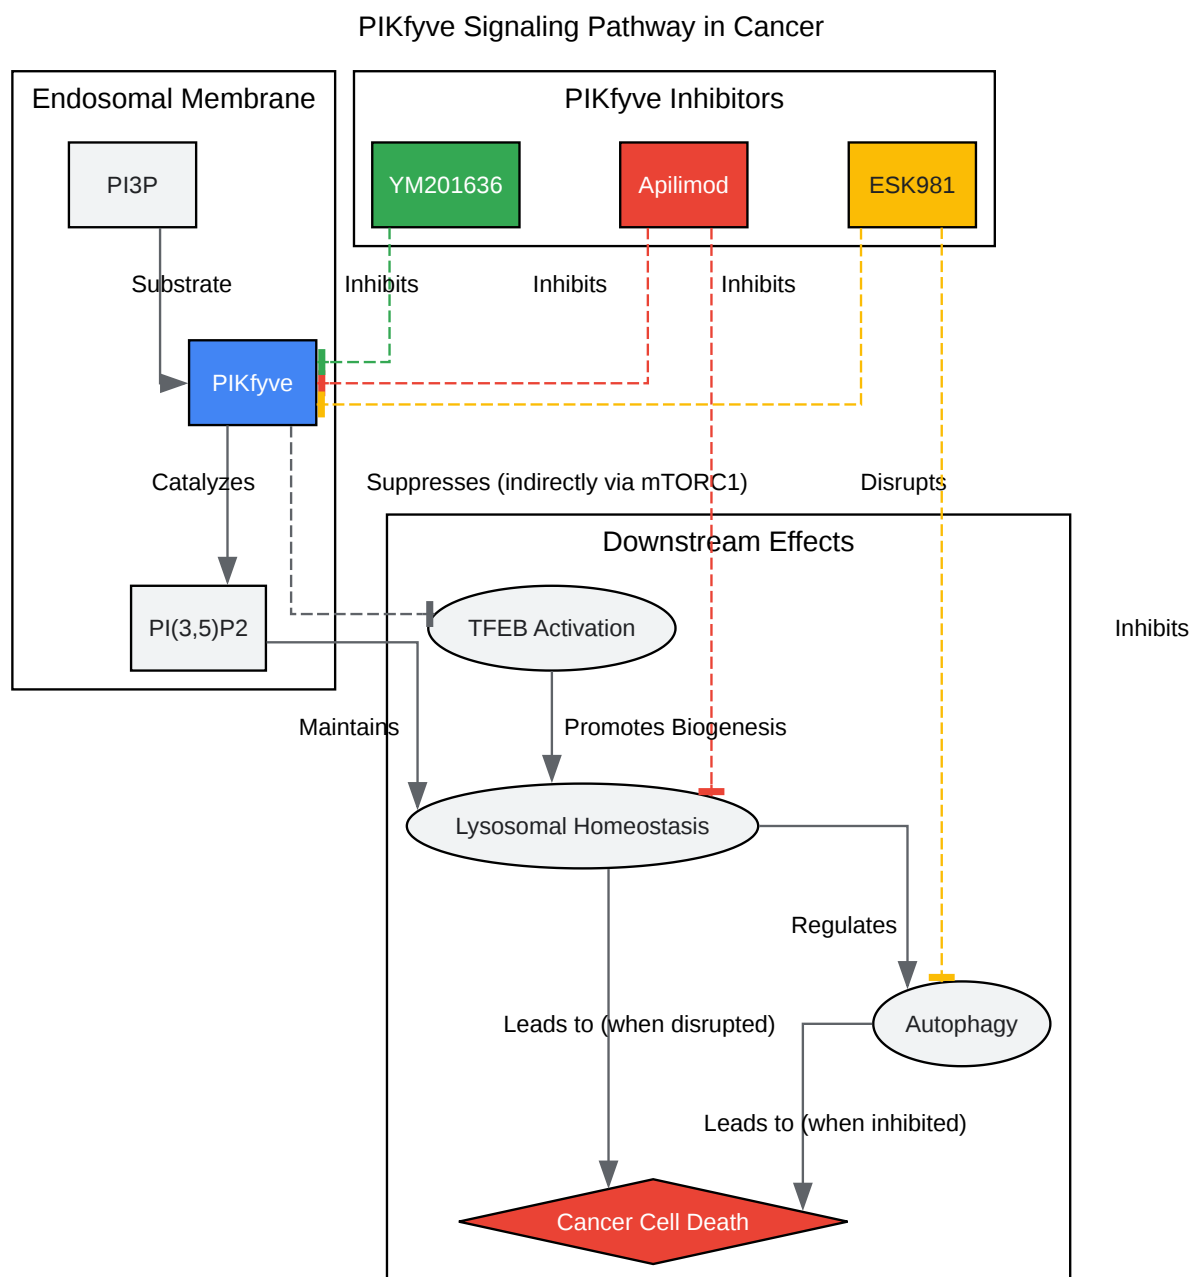 PIKfyve Signaling Pathway in Cancer
Endosomal Membrane
PIKfyve Inhibitors
PI3P
YM201636
Apilimod
ESK981
Substrate
Inhibits
Inhibits
Inhibits
PIKfyve
Catalyzes
Suppresses (indirectly via mTORC1)
Disrupts
Downstream Effects
PI(3,5)P2
TFEB Activation
Inhibits
Maintains
Promotes Biogenesis
Lysosomal Homeostasis
Regulates
Leads to (when disrupted)
Autophagy
Leads to (when inhibited)
Cancer Cell Death